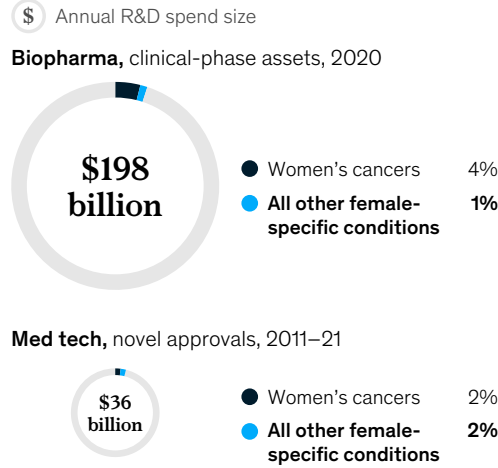 $ Annual R&D spend size
Biopharma, clinical-phase assets, 2020
$198
billion
Women’s cancers 4%
All other female- 1%
specific conditions
Med tech, novel approvals, 2011–21
$36
billion
Women’s cancers 2%
All other female- 2%
specific conditions